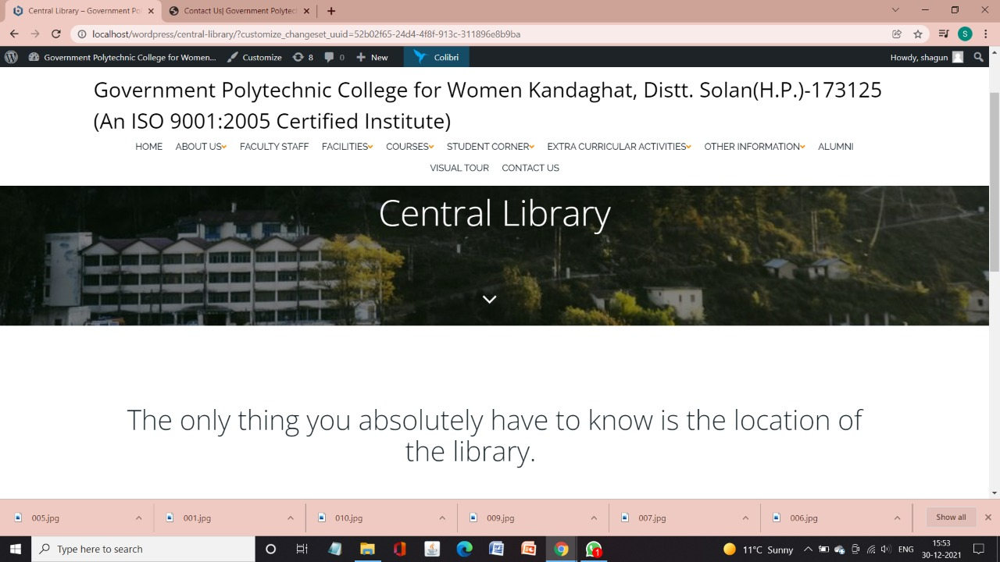 Central Library – Government Po
Contact Us| Government Polytec
localhost/wordpress/central-library/?customize_changeset_uuid=52b02f65-24d4-4f8f-913c-311896e8b9ba
S
Government Polytechnic College for Women...
Customize
8
0
New
Colibri
Howdy, shagun
Government Polytechnic College for Women Kandaghat, Distt. Solan(H.P.)-173125
(An ISO 9001:2005 Certified Institute)
HOME ABOUT US FACULTY STAFF FACILITIES COURSES STUDENT CORNER EXTRA CURRICULAR ACTIVITIES OTHER INFORMATION ALUMNI
VISUAL TOUR CONTACT US
Central Library
The only thing you absolutely have to know is the location of
the library.
005.jpg 001.jpg 010.jpg 009.jpg 007.jpg 006.jpg Show all
Type here to search
1
11°C Sunny
ENG
15:53
30-12-2021